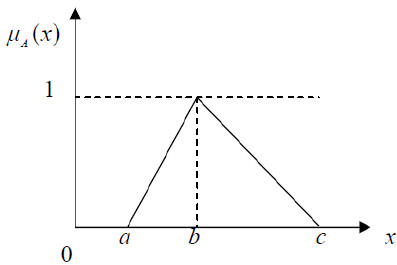 μ_A(x)
1
a b c x
0